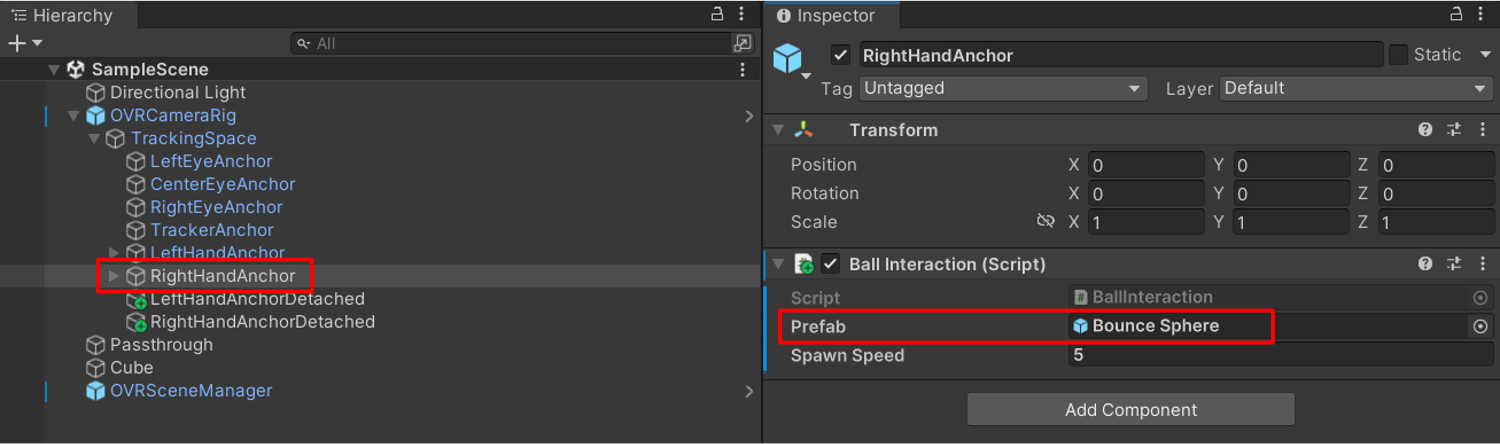 Hierarchy
All
SampleScene
Directional Light
OVRCameraRig
TrackingSpace
LeftEyeAnchor
CenterEyeAnchor
RightEyeAnchor
TrackerAnchor
LeftHandAnchor
RightHandAnchor
LeftHandAnchorDetached
RightHandAnchorDetached
Passthrough
Cube
OVRSceneManager
Inspector
RightHandAnchor Static
Tag Untagged Layer Default
Transform
Position X 0 Y 0 Z 0
Rotation X 0 Y 0 Z 0
Scale X 1 Y 1 Z 1
Ball Interaction (Script)
Script # BallInteraction
Prefab Bounce Sphere
Spawn Speed 5
Add Component